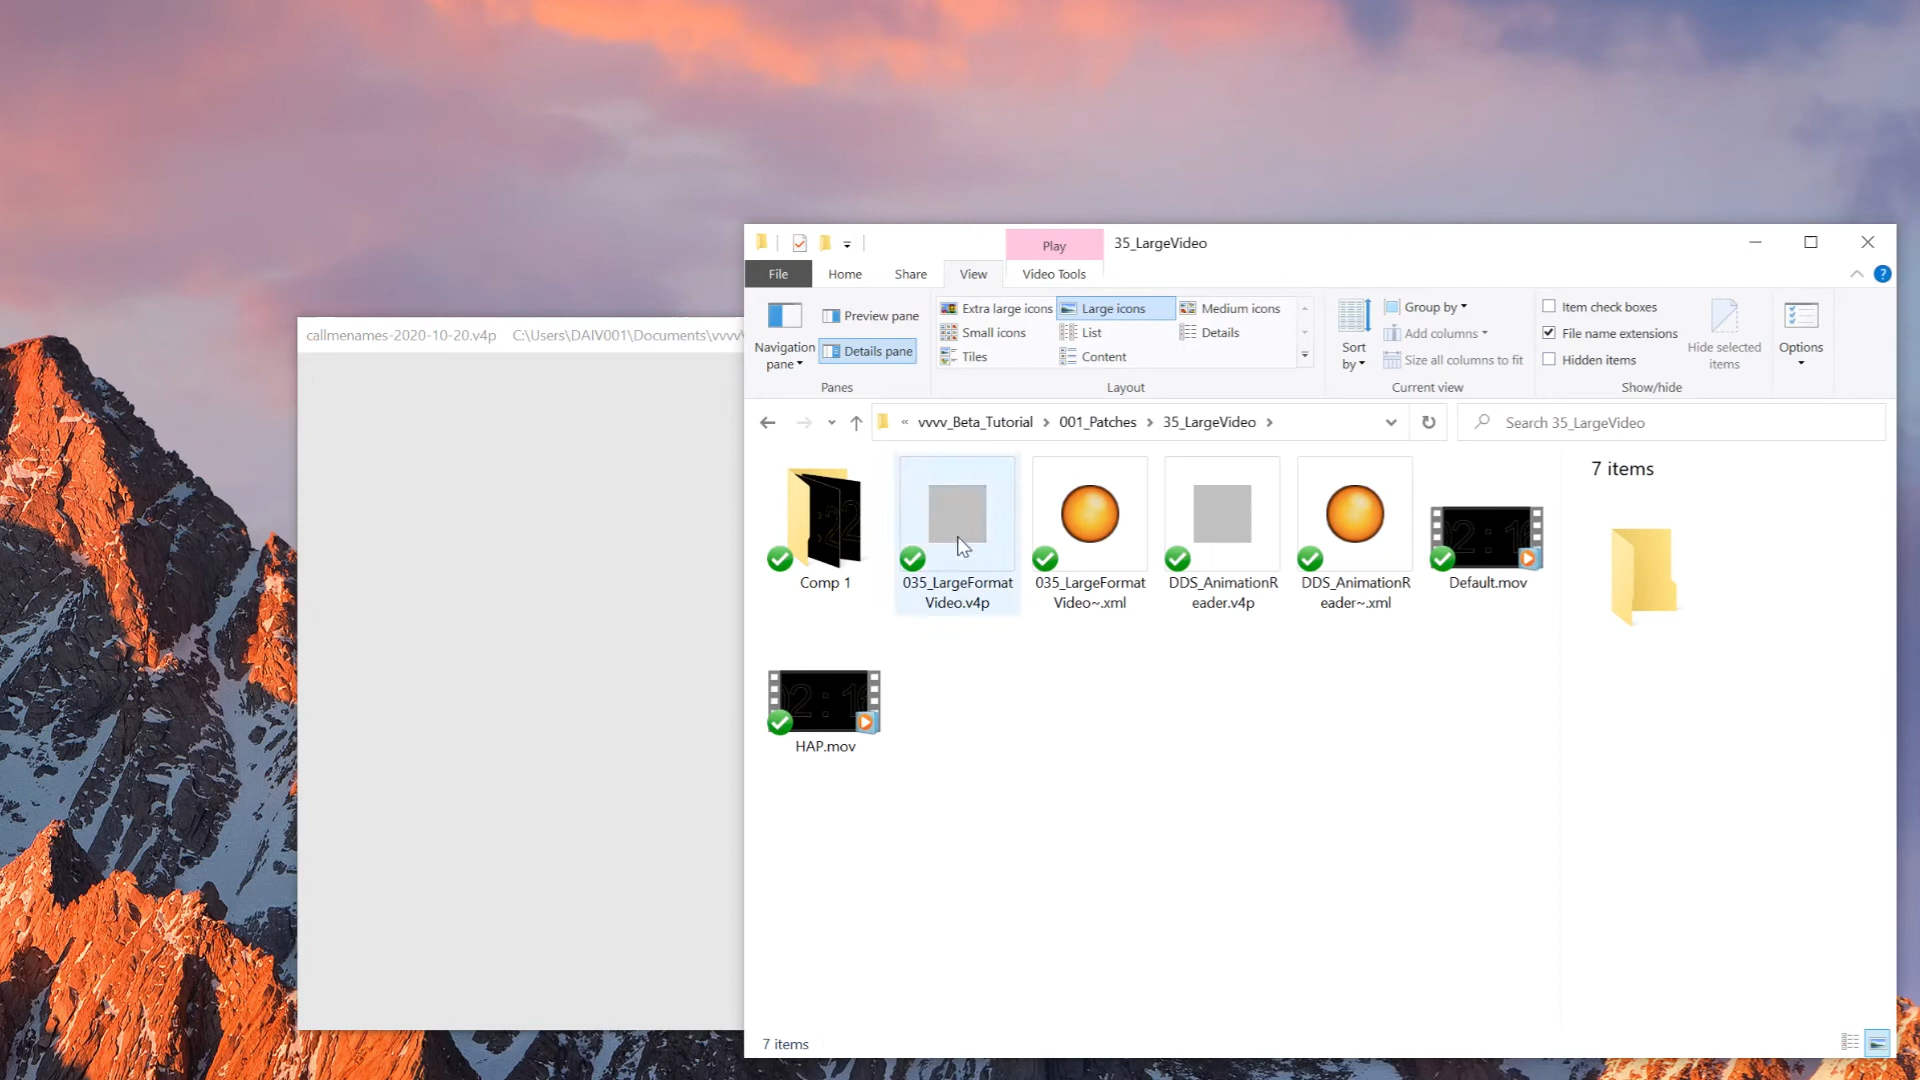 callmenames-2020-10-20.v4p C:\Users\DAIV001\Documents\vvvv\
Play
35_LargeVideo
File
Home
Share
View
Video Tools
Navigation
pane
Preview pane
Details pane
Panes
Extra large icons
Large icons
Medium icons
Small icons
List
Details
Tiles
Content
Layout
Sort
by
Group by
Add columns
Size all columns to fit
Current view
Item check boxes
File name extensions
Hidden items
Hide selected
items
Show/hide
Options
« vvvv_Beta_Tutorial > 001_Patches > 35_LargeVideo >
Search 35_LargeVideo
Comp 1
035_LargeFormat
Video.v4p
035_LargeFormat
Video~.xml
DDS_AnimationR
eader.v4p
DDS_AnimationR
eader~.xml
Default.mov
HAP.mov
7 items
7 items